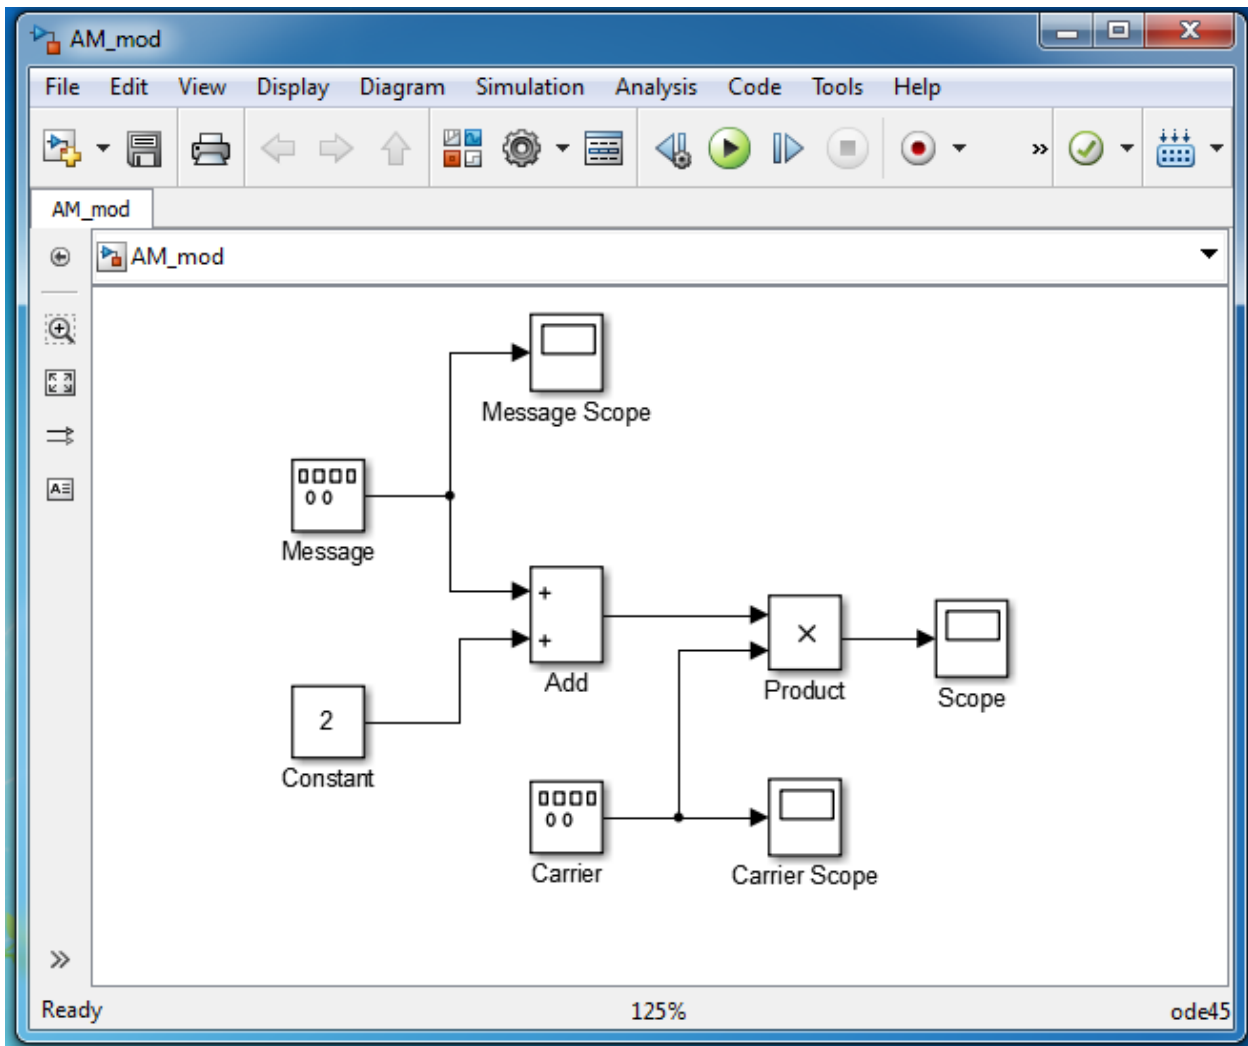 AM_mod
File Edit View Display Diagram Simulation Analysis Code Tools Help
AM_mod
AM_mod
Message Scope
Message
+
+
Add
×
Product
Scope
2
Constant
Carrier
Carrier Scope
Ready 125% ode45